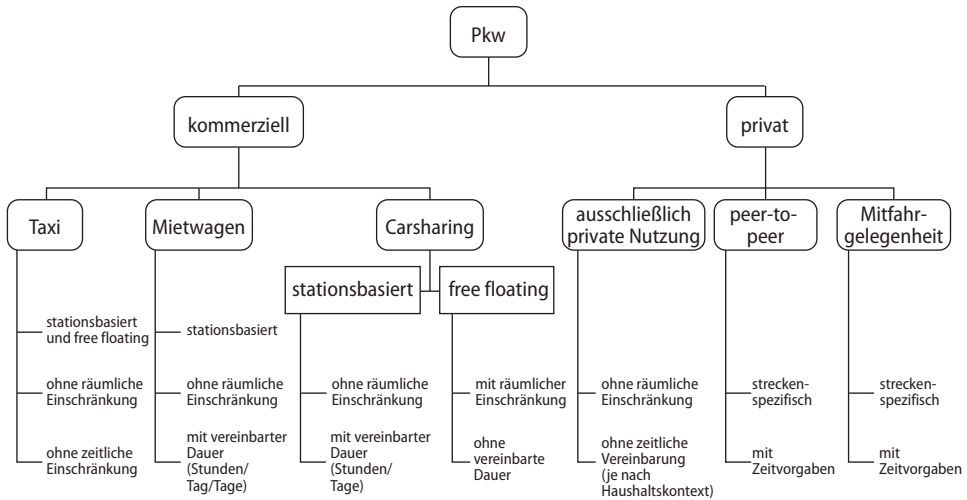 Pkw
kommerziell
privat
Taxi
Mietwagen
Carsharing
ausschließlich
private Nutzung
peer-to-
peer
Mitfahr-
gelegenheit
stationsbasiert
free floating
stationsbasiert
und free floating
stationsbasiert
ohne räumliche
Einschränkung
ohne räumliche
Einschränkung
ohne räumliche
Einschränkung
mit räumlicher
Einschränkung
ohne räumliche
Einschränkung
strecken-
spezifisch
strecken-
spezifisch
ohne zeitliche
Einschränkung
mit vereinbarter
Dauer
(Stunden/
Tag/Tage)
mit vereinbarter
Dauer
(Stunden/
Tage)
ohne
vereinbarte
Dauer
ohne zeitliche
Vereinbarung
(je nach
Haushaltskontext)
mit
Zeitvorgaben
mit
Zeitvorgaben